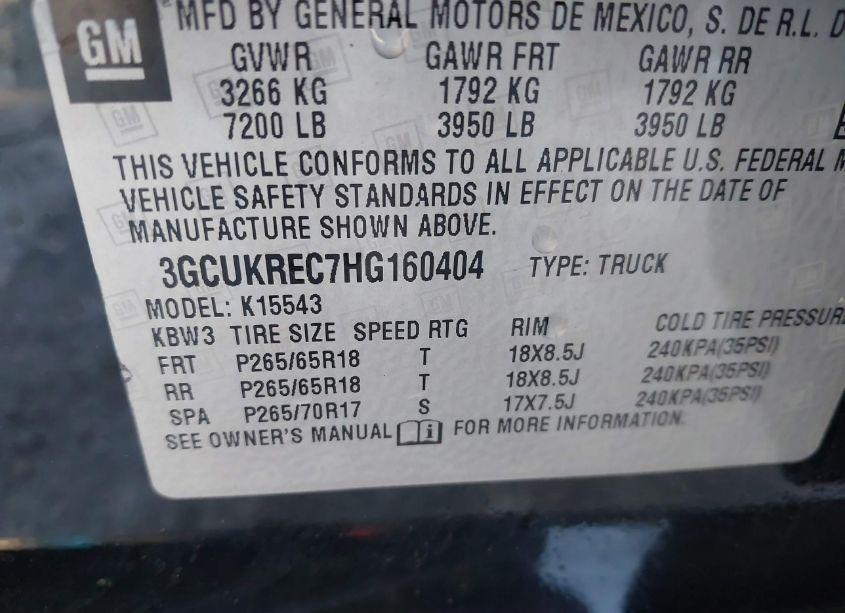 GM
MFD BY GENERAL MOTORS DE MEXICO, S. DE R.L. D
GVWR GAWR FRT GAWR RR
3266 KG 1792 KG 1792 KG
7200 LB 3950 LB 3950 LB
THIS VEHICLE CONFORMS TO ALL APPLICABLE U.S. FEDERAL M
VEHICLE SAFETY STANDARDS IN EFFECT ON THE DATE OF
MANUFACTURE SHOWN ABOVE.
3GCUKREC7HG160404 TYPE: TRUCK
MODEL: K15543
KBW3 TIRE SIZE SPEED RTG RIM COLD TIRE PRESSURE
FRT P265/65R18 T 18X8.5J 240KPA(35PSI)
RR P265/65R18 T 18X8.5J 240KPA(35PSI)
SPA P265/70R17 S 17X7.5J 240KPA(35PSI)
SEE OWNER'S MANUAL i FOR MORE INFORMATION.